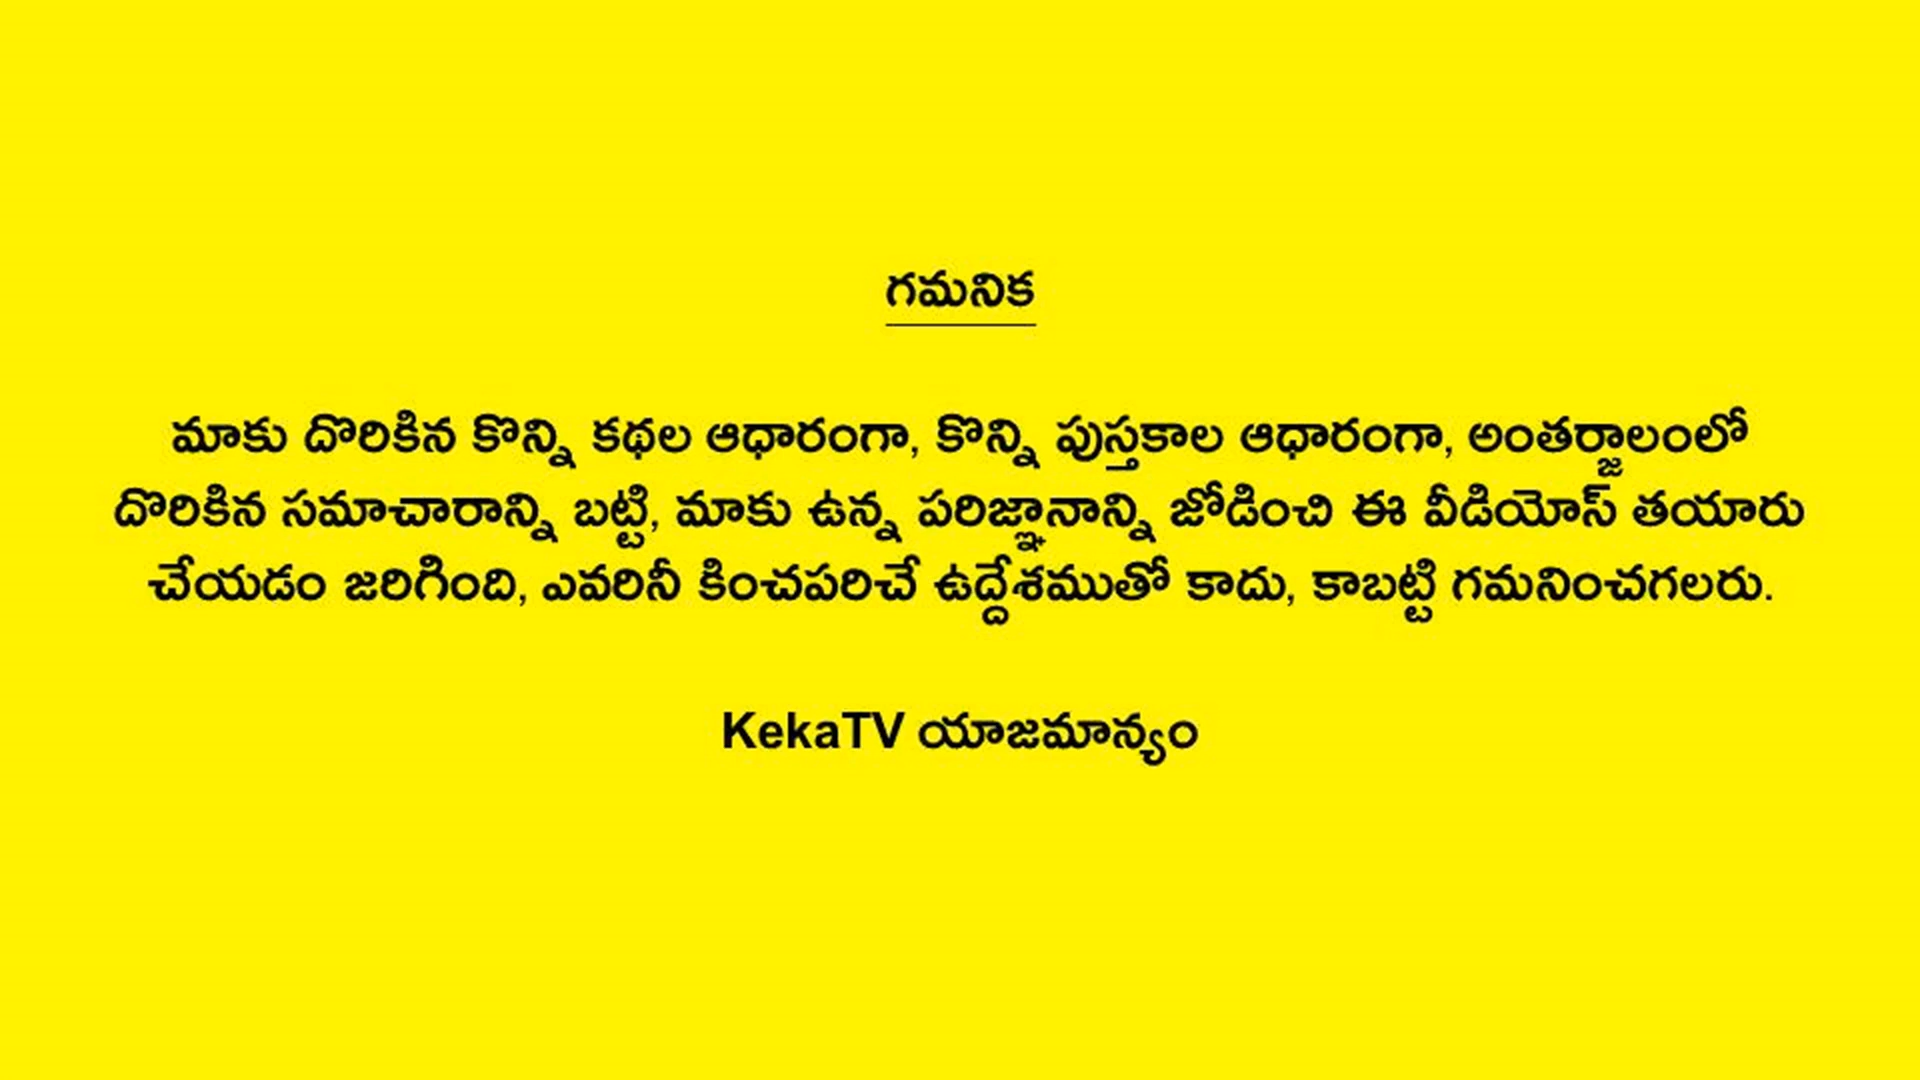 గమనిక
మాకు దొరికిన కొన్ని కథల ఆధారంగా, కొన్ని పుస్తకాల ఆధారంగా, అంతర్జాలంలో
దొరికిన సమాచారాన్ని బట్టి, మాకు ఉన్న పరిజ్ఞానాన్ని జోడించి ఈ వీడియోస్ తయారు
చేయడం జరిగింది, ఎవరినీ కించపరిచే ఉద్దేశముతో కాదు, కాబట్టి గమనించగలరు.
KekaTV యాజమాన్యం